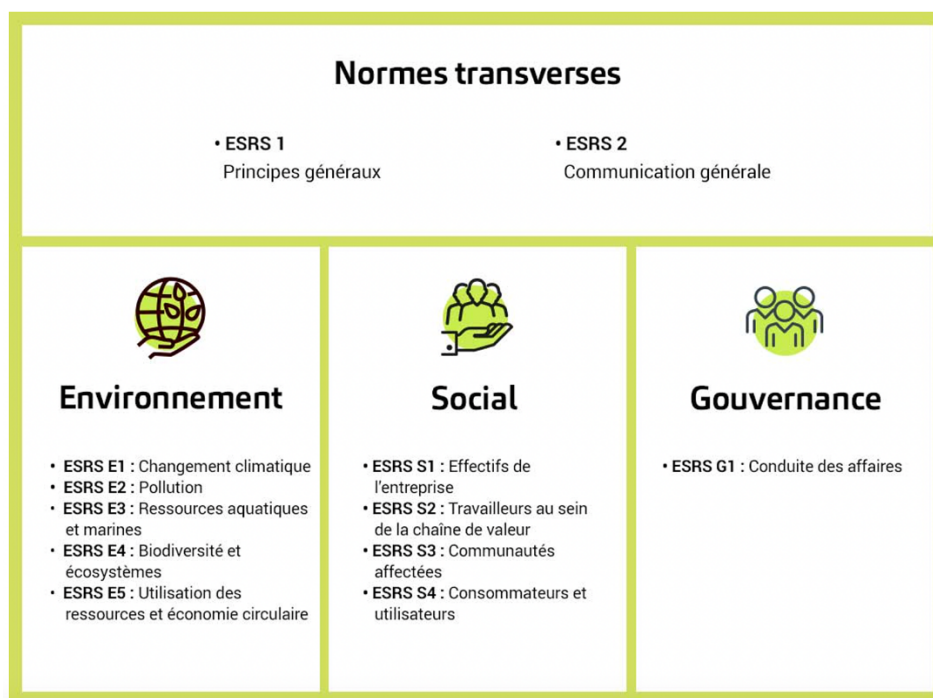 Normes transverses
• ESRS 1
Principes généraux
• ESRS 2
Communication générale
Environnement
• ESRS E1 : Changement climatique
• ESRS E2 : Pollution
• ESRS E3 : Ressources aquatiques
et marines
• ESRS E4 : Biodiversité et
écosystèmes
• ESRS E5 : Utilisation des
ressources et économie circulaire
Social
• ESRS S1 : Effectifs de
l'entreprise
• ESRS S2 : Travailleurs au sein
de la chaîne de valeur
• ESRS S3 : Communautés
affectées
• ESRS S4 : Consommateurs et
utilisateurs
Gouvernance
• ESRS G1 : Conduite des affaires